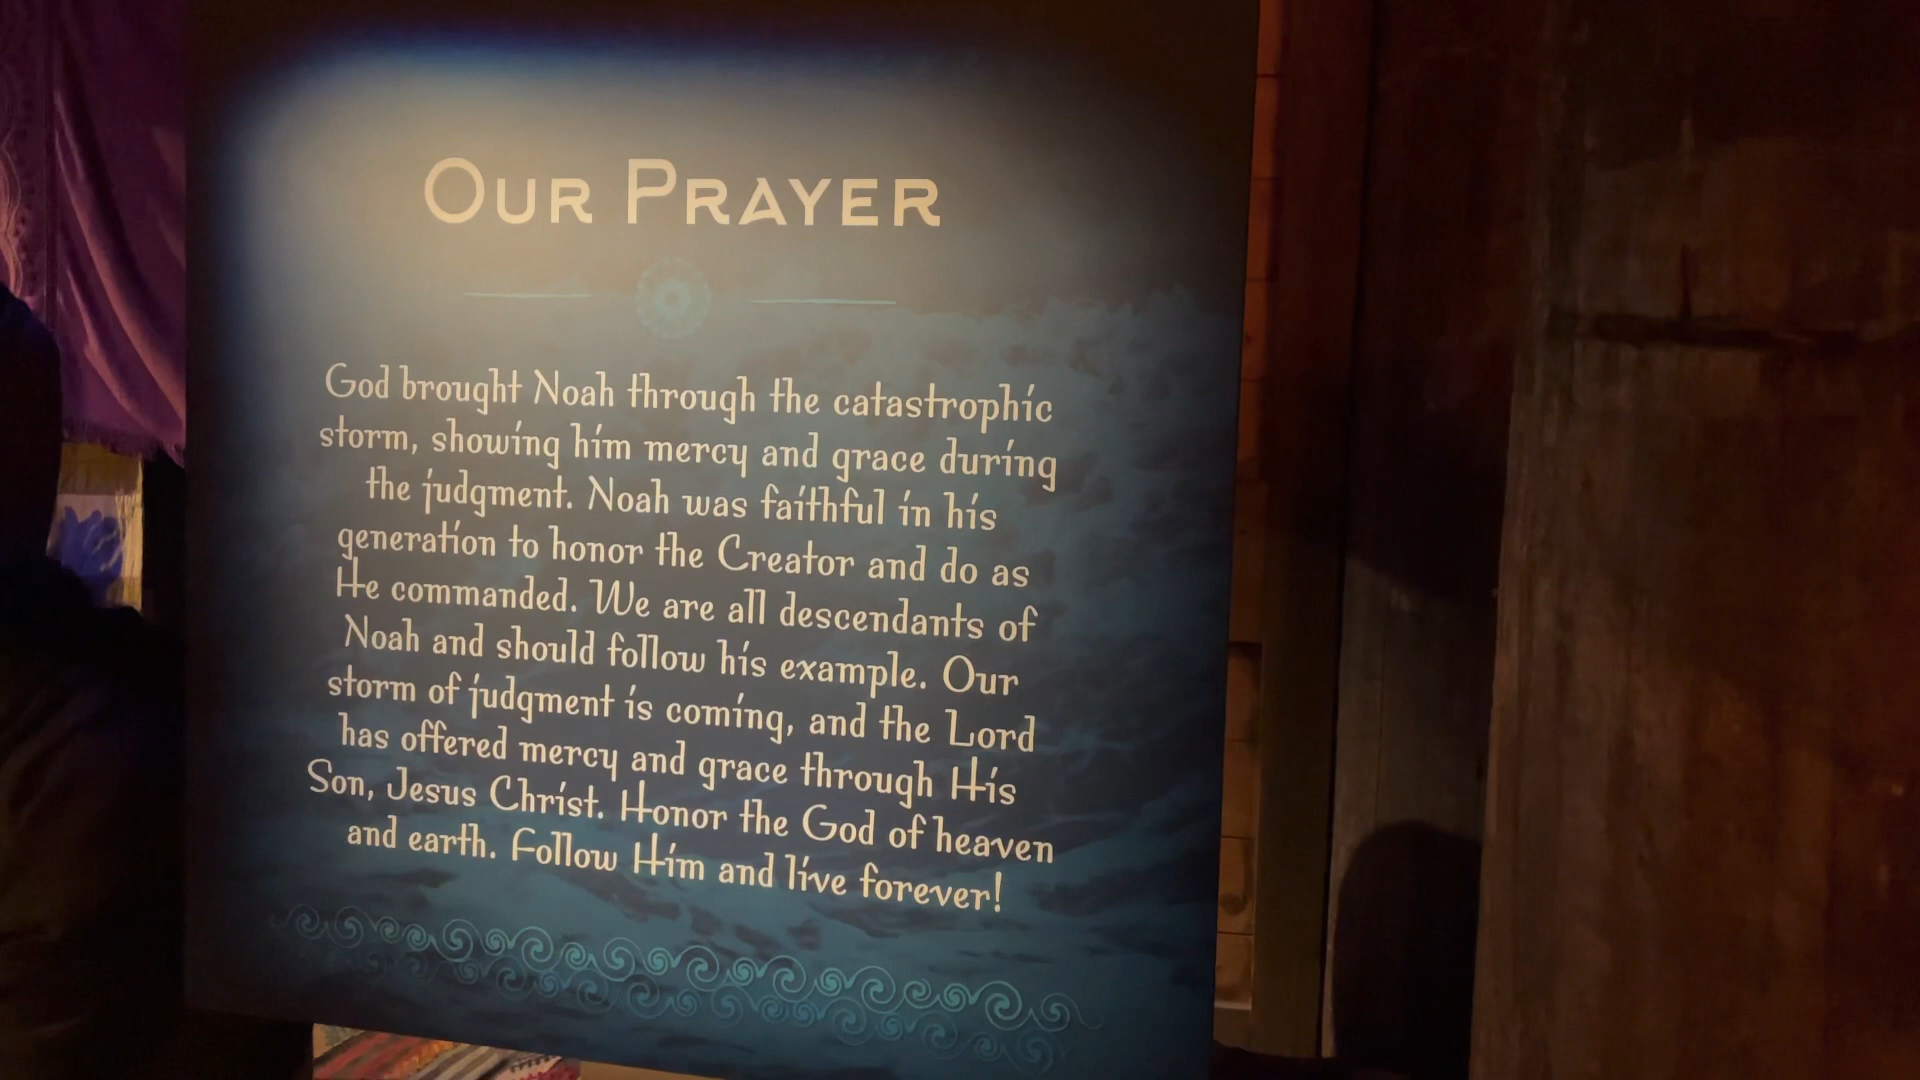 OUR PRAYER
God brought Noah through the catastrophic
storm, showing him mercy and grace during
the judgment. Noah was faithful in his
generation to honor the Creator and do as
He commanded. We are all descendants of
Noah and should follow his example. Our
storm of judgment is coming, and the Lord
has offered mercy and grace through His
Son, Jesus Christ. Honor the God of heaven
and earth. Follow Him and live forever!